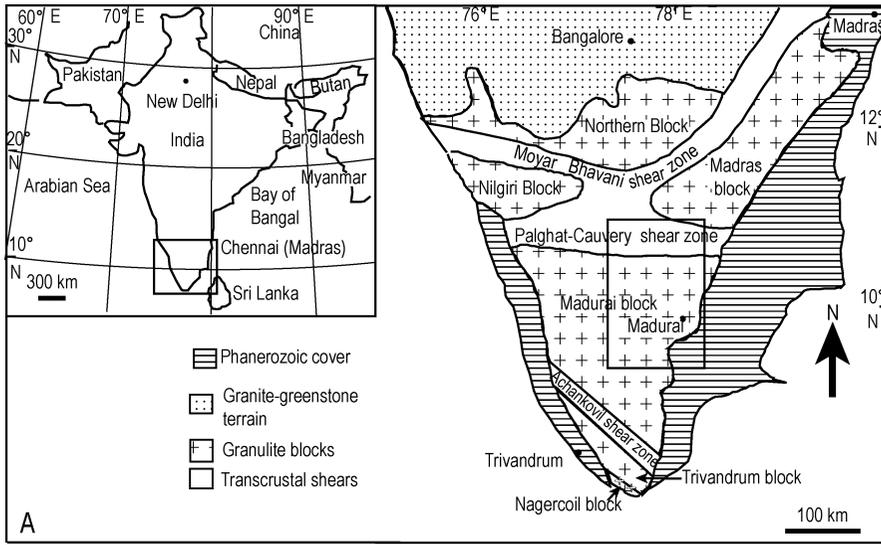 60° E
70° E
90° E
30°
N
China
Pakistan
Nepal
Butan
New Delhi
India
Bangladesh
20°
N
Myanmar
Arabian Sea
Bay of
Bangal
10°
N
Chennai (Madras)
300 km
Sri Lanka
Phanerozoic cover
Granite-greenstone
terrain
Granulite blocks
Transcrustal shears
A
76° E
78° E
Madras
Bangalore
12°
N
Northern Block
Moyar Bhavani shear zone
Madras
block
Nilgiri Block
Palghat-Cauvery shear zone
Madurai block
Madurai
10°
N
N
Achankovil shear zone
Trivandrum
Trivandrum block
Nagercoil block
100 km